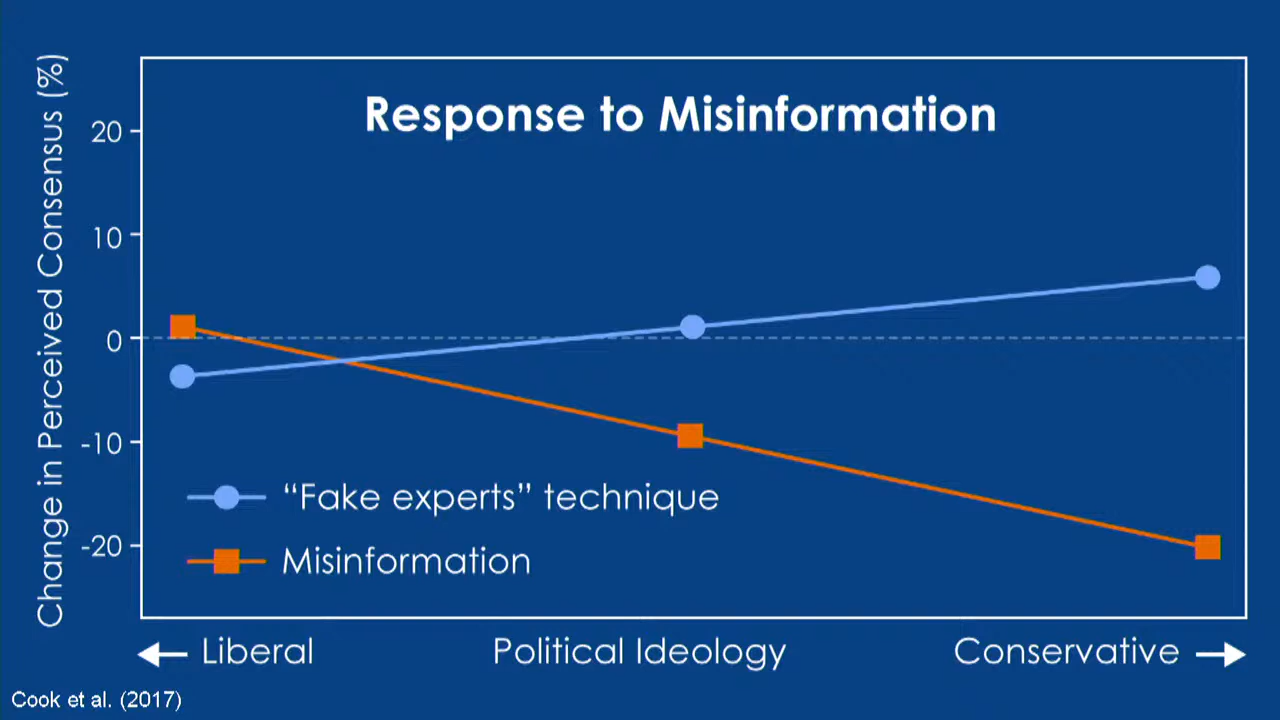 Response to Misinformation
Change in Perceived Consensus (%)
20
10
0
-10
-20
“Fake experts” technique
Misinformation
Liberal
Political Ideology
Conservative
Cook et al. (2017)